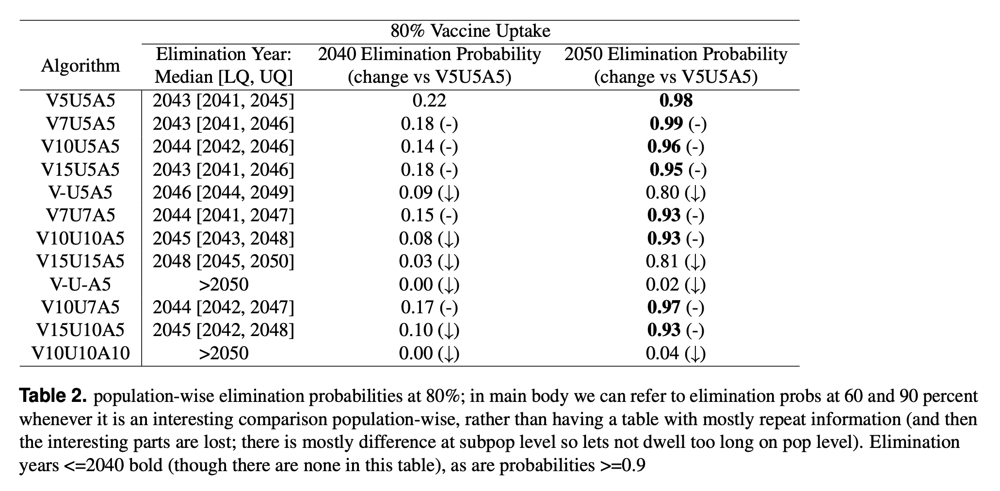 80% Vaccine Uptake
Algorithm
Elimination Year: 2040 Elimination Probability 2050 Elimination Probability
Median [LQ, UQ] (change vs V5U5A5) (change vs V5U5A5)
V5U5A5 2043 [2041, 2045] 0.22 0.98
V7U5A5 2043 [2041, 2046] 0.18 (-) 0.99 (-)
V10U5A5 2044 [2042, 2046] 0.14 (-) 0.96 (-)
V15U5A5 2043 [2041, 2046] 0.18 (-) 0.95 (-)
V-U5A5 2046 [2044, 2049] 0.09 (↓) 0.80 (↓)
V7U7A5 2044 [2041, 2047] 0.15 (-) 0.93 (-)
V10U10A5 2045 [2043, 2048] 0.08 (↓) 0.93 (-)
V15U15A5 2048 [2045, 2050] 0.03 (↓) 0.81 (↓)
V-U-A5 >2050 0.00 (↓) 0.02 (↓)
V10U7A5 2044 [2042, 2047] 0.17 (-) 0.97 (-)
V15U10A5 2045 [2042, 2048] 0.10 (↓) 0.93 (-)
V10U10A10 >2050 0.00 (↓) 0.04 (↓)
Table 2. population-wise elimination probabilities at 80%; in main body we can refer to elimination probs at 60 and 90 percent
whenever it is an interesting comparison population-wise, rather than having a table with mostly repeat information (and then
the interesting parts are lost; there is mostly difference at subpop level so lets not dwell too long on pop level). Elimination
years <=2040 bold (though there are none in this table), as are probabilities >=0.9